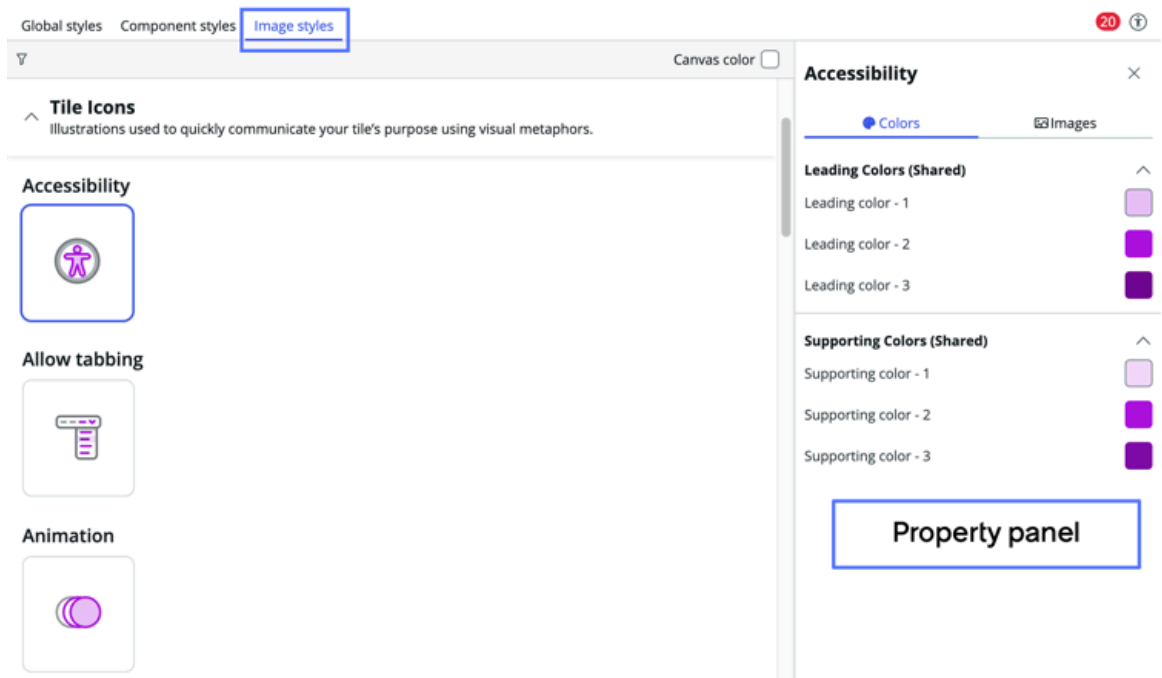 Global styles Component styles Image styles
20
Canvas color
Tile Icons
Illustrations used to quickly communicate your tile's purpose using visual metaphors.
Accessibility
Allow tabbing
Animation
Accessibility
Colors Images
Leading Colors (Shared)
Leading color - 1
Leading color - 2
Leading color - 3
Supporting Colors (Shared)
Supporting color - 1
Supporting color - 2
Supporting color - 3
Property panel